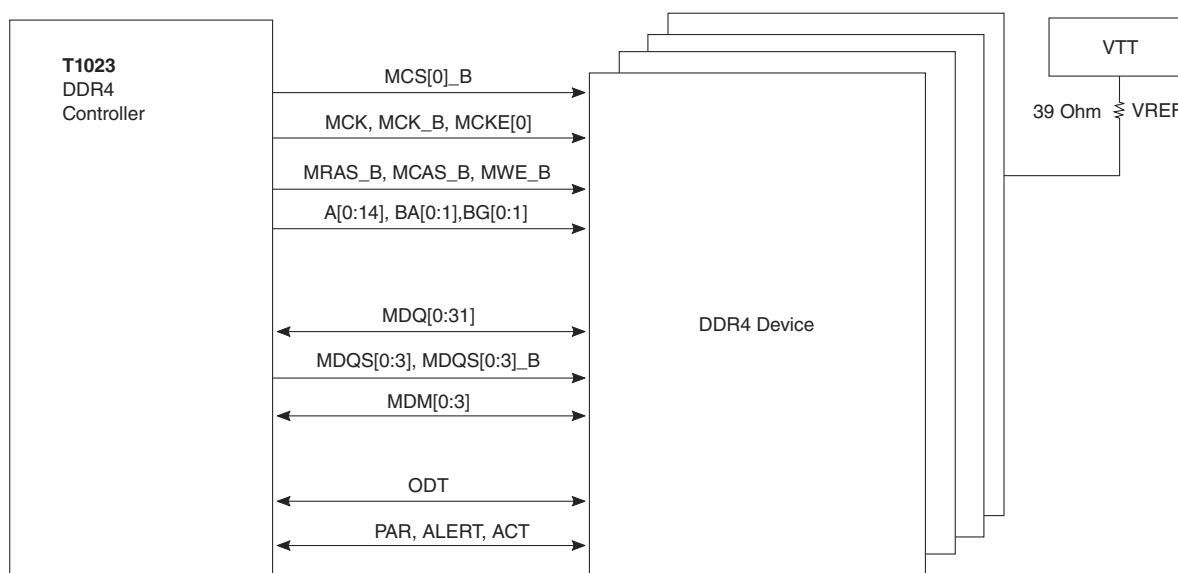 T1023
DDR4
Controller
MCS[0]_B
MCK, MCK_B, MCKE[0]
MRAS_B, MCAS_B, MWE_B
A[0:14], BA[0:1],BG[0:1]
MDQ[0:31]
MDQS[0:3], MDQS[0:3]_B
MDM[0:3]
ODT
PAR, ALERT, ACT
DDR4 Device
VTT
39 Ohm
VREF